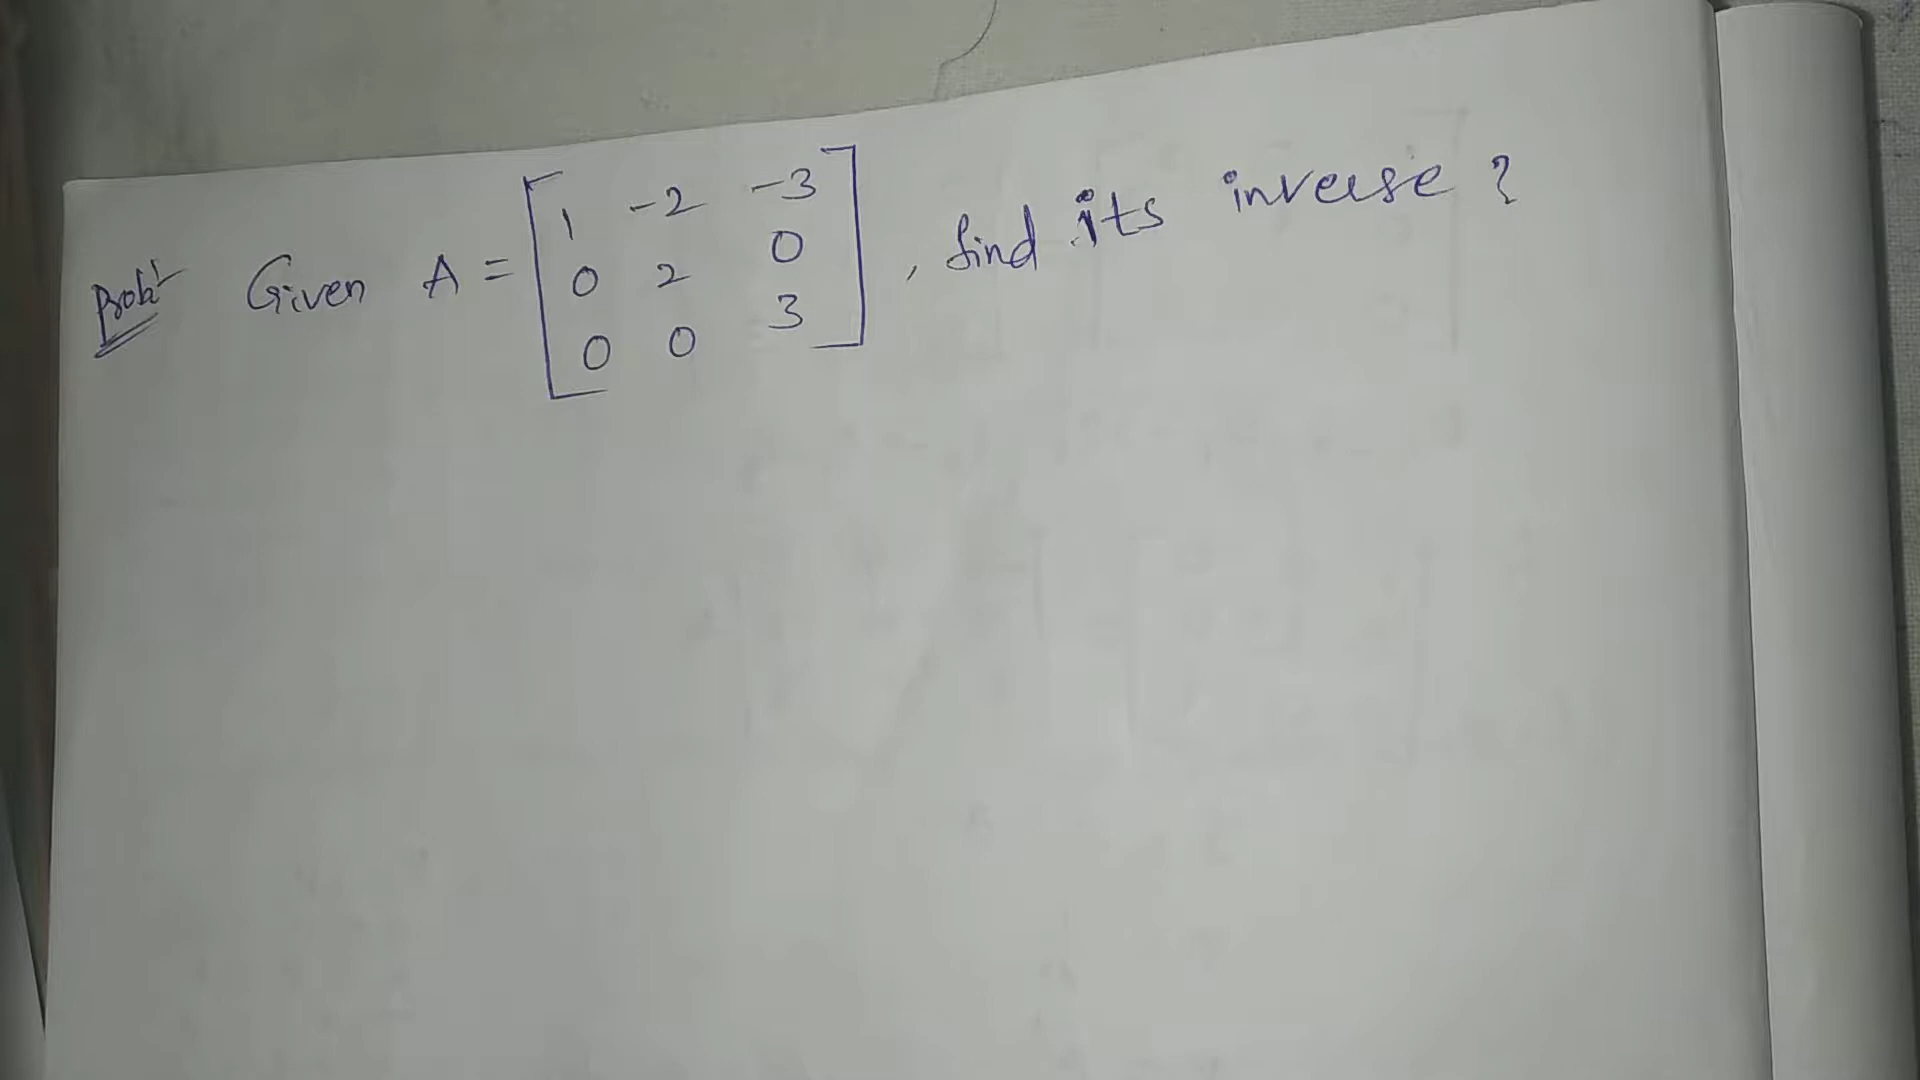 Prob:- Given A = [1 -2 -3
0 2 0
0 0 3], find its inverse?